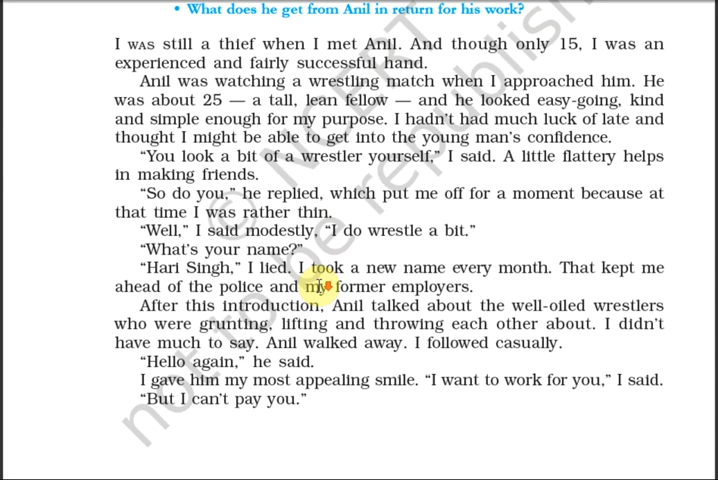 • What does he get from Anil in return for his work?
I WAS still a thief when I met Anil. And though only 15, I was an
experienced and fairly successful hand.
Anil was watching a wrestling match when I approached him. He
was about 25 — a tall, lean fellow — and he looked easy-going, kind
and simple enough for my purpose. I hadn't had much luck of late and
thought I might be able to get into the young man's confidence.
“You look a bit of a wrestler yourself,” I said. A little flattery helps
in making friends.
“So do you,” he replied, which put me off for a moment because at
that time I was rather thin.
“Well,” I said modestly, “I do wrestle a bit.”
“What's your name?”
“Hari Singh,” I lied. I took a new name every month. That kept me
ahead of the police and my former employers.
After this introduction, Anil talked about the well-oiled wrestlers
who were grunting, lifting and throwing each other about. I didn't
have much to say. Anil walked away. I followed casually.
“Hello again,” he said.
I gave him my most appealing smile. “I want to work for you,” I said.
“But I can't pay you.”
© NCERT
not to be republish